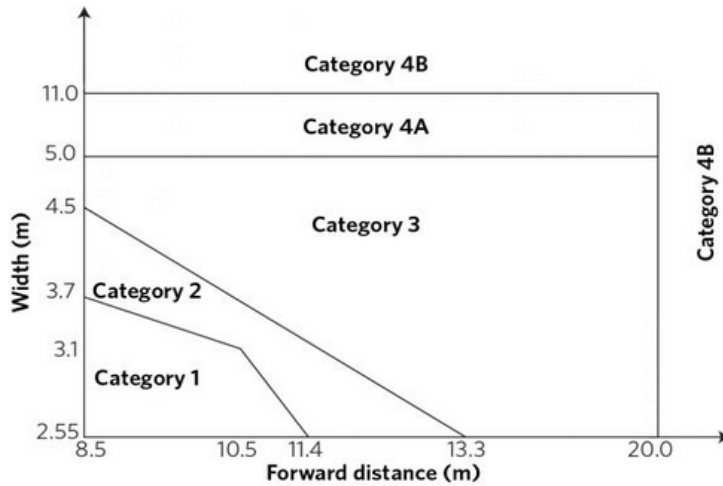 Category 4B
11.0
Category 4A
5.0
Category 4B
4.5
Category 3
Width (m)
3.7
Category 2
3.1
Category 1
2.55
8.5
10.5
11.4
13.3
20.0
Forward distance (m)